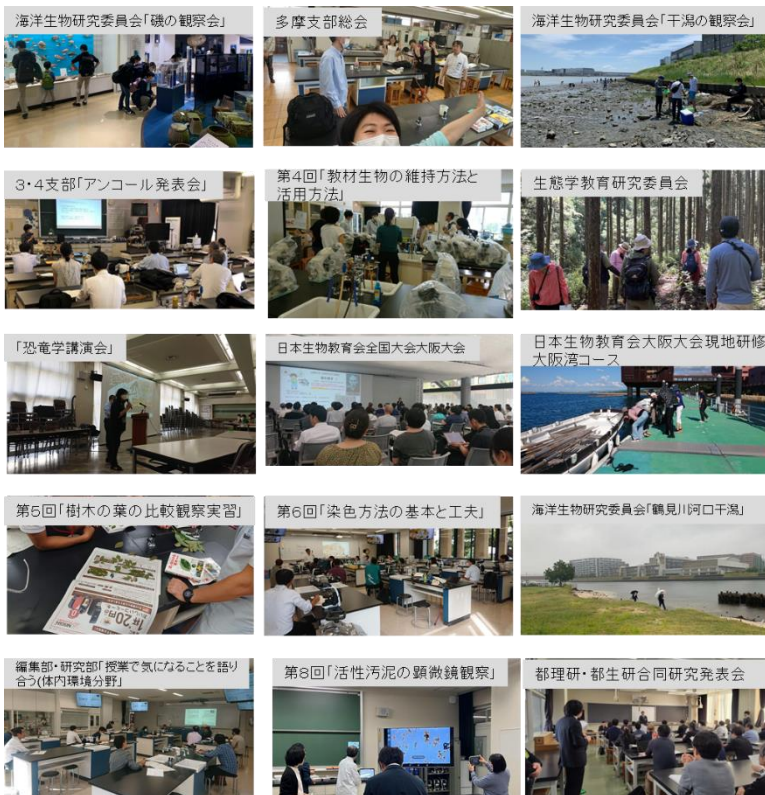 海洋生物研究委員会「磯の観察会」
多摩支部総会
海洋生物研究委員会「干潟の観察会」
3・4支部「アンコール発表会」
第4回「教材生物の維持方法と
活用方法」
生態学教育研究委員会
「恐竜学講演会」
日本生物教育会全国大会大阪大会
日本生物教育会大阪大会現地研修
大阪湾コース
第5回「樹木の葉の比較観察実習」
第6回「染色方法の基本と工夫」
海洋生物研究委員会「鶴見川河口干潟」
編集部・研究部「授業で気になることを語り
合う(体内環境分野」
第8回「活性汚泥の顕微鏡観察」
都理研・都生研合同研究発表会